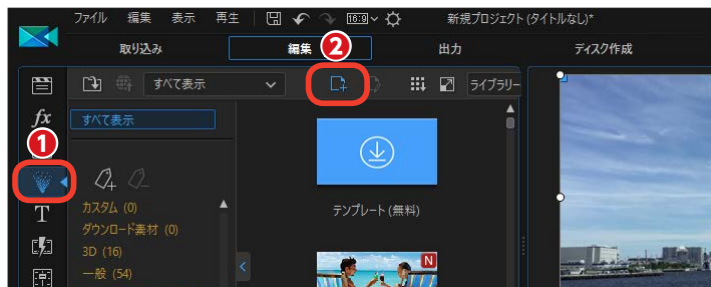 ファイル 編集 表示 再生 16:9 新規プロジェクト(タイトルなし)*
取り込み 編集 2 出力 ディスク作成
すべて表示 ライブラリー
fx すべて表示
1
T カスタム (0) テンプレート (無料)
ダウンロード素材 (0)
3D (16)
一般 (54) N